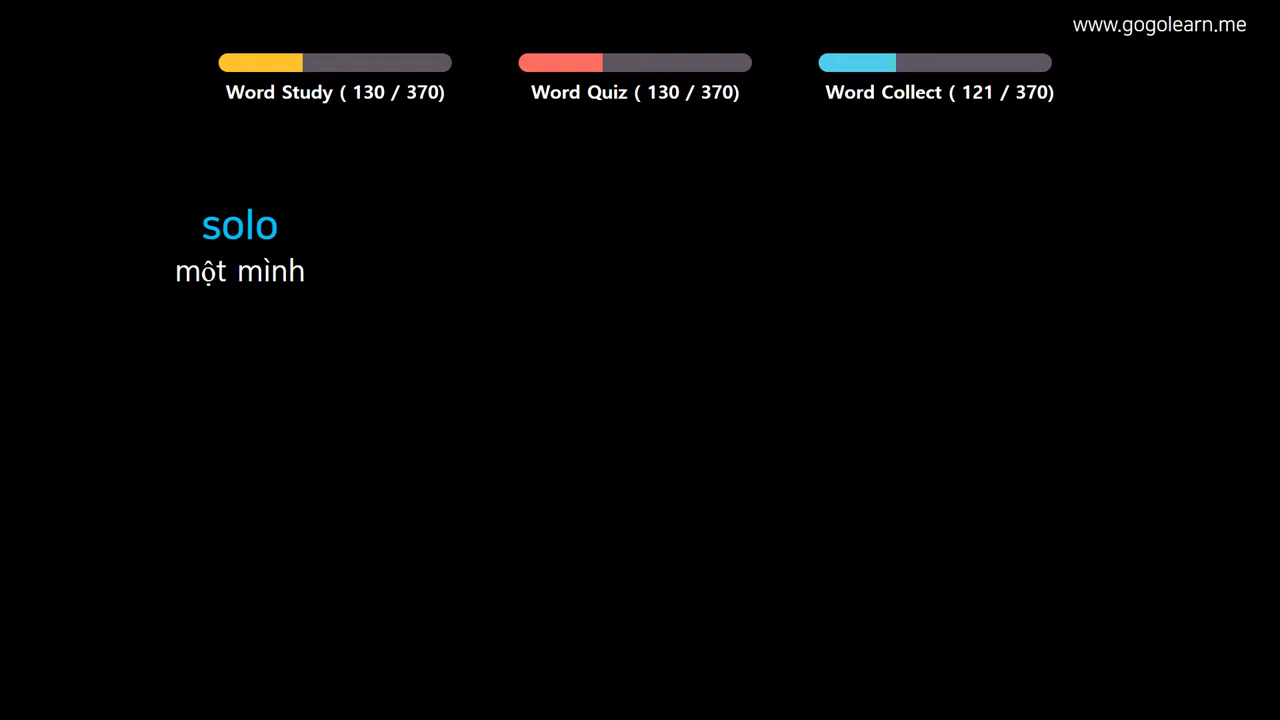 www.gogolearn.me
Word Study ( 130 / 370)
Word Quiz ( 130 / 370)
Word Collect ( 121 / 370)
solo
một mình